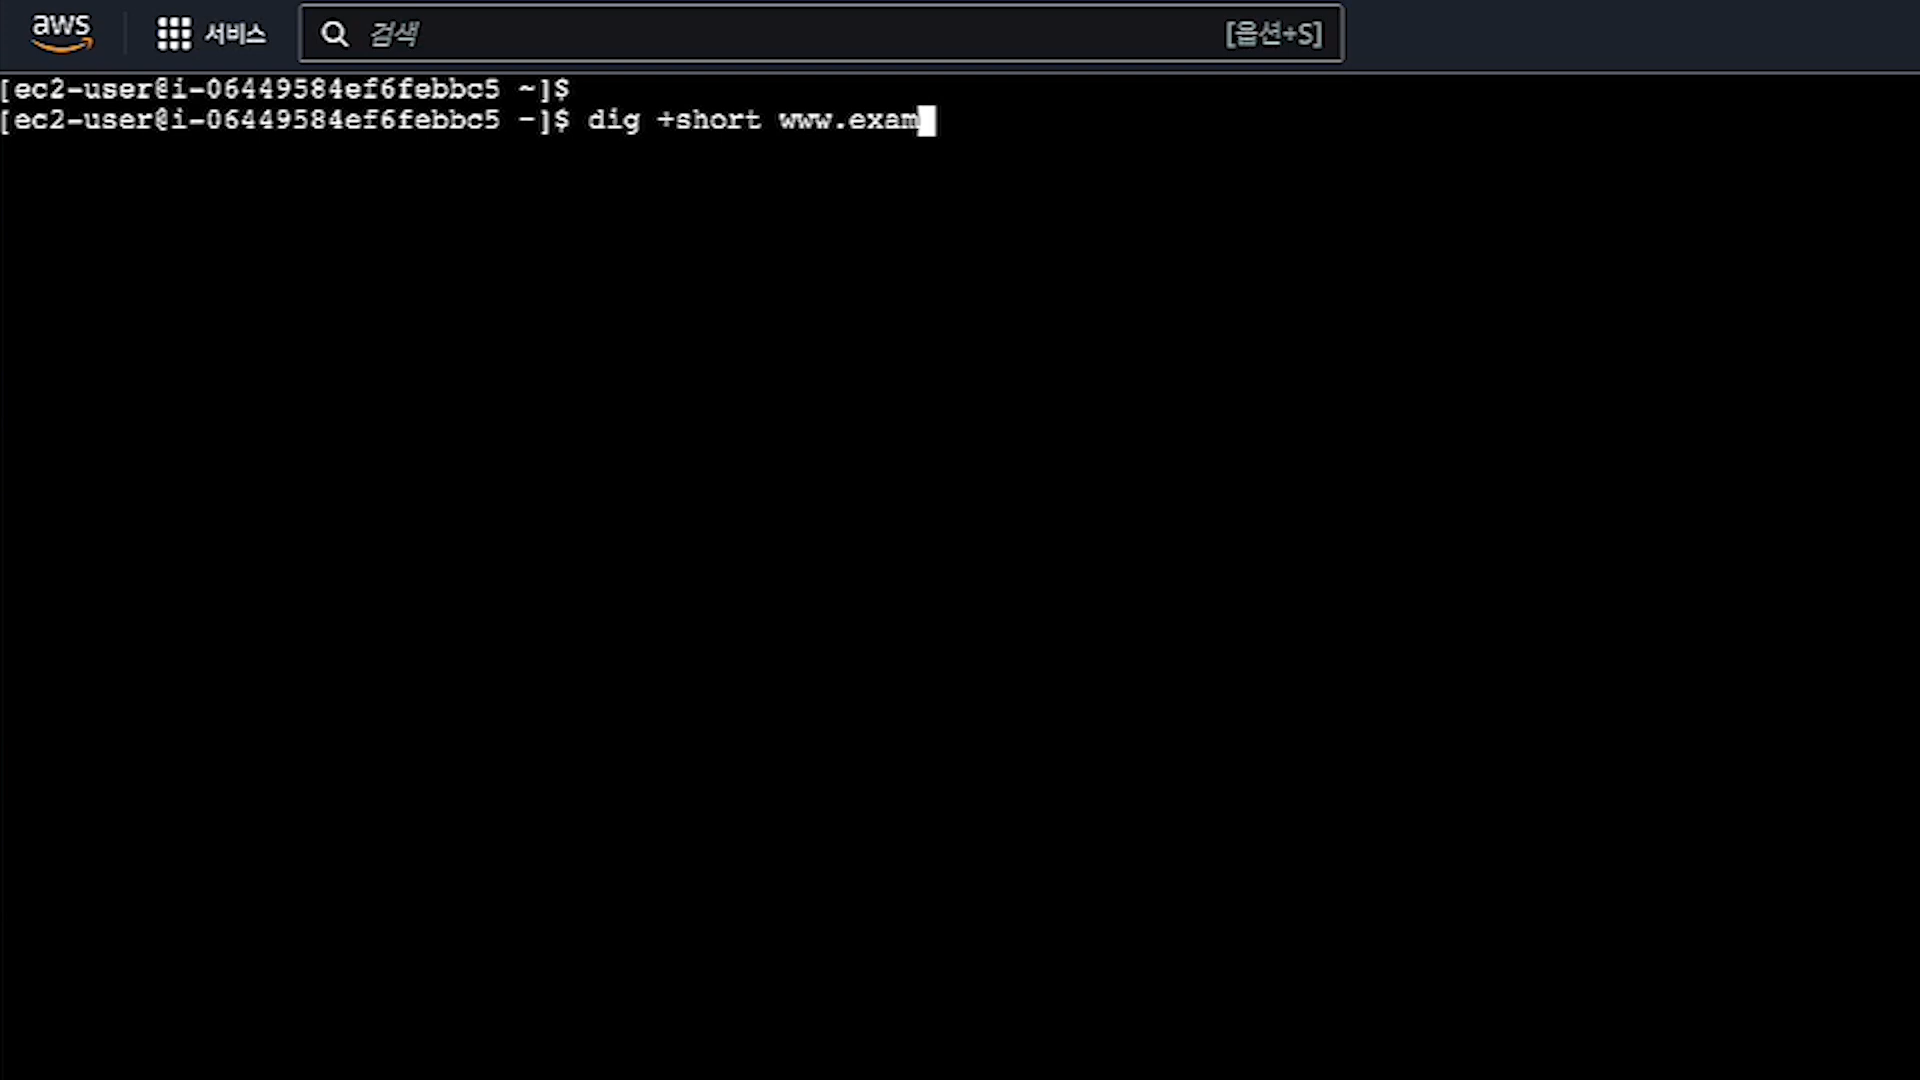 aws 서비스 검색 [옵션+S]
[ec2-user@i-06449584ef6febbc5 ~]$
[ec2-user@i-06449584ef6febbc5 ~]$ dig +short www.exam